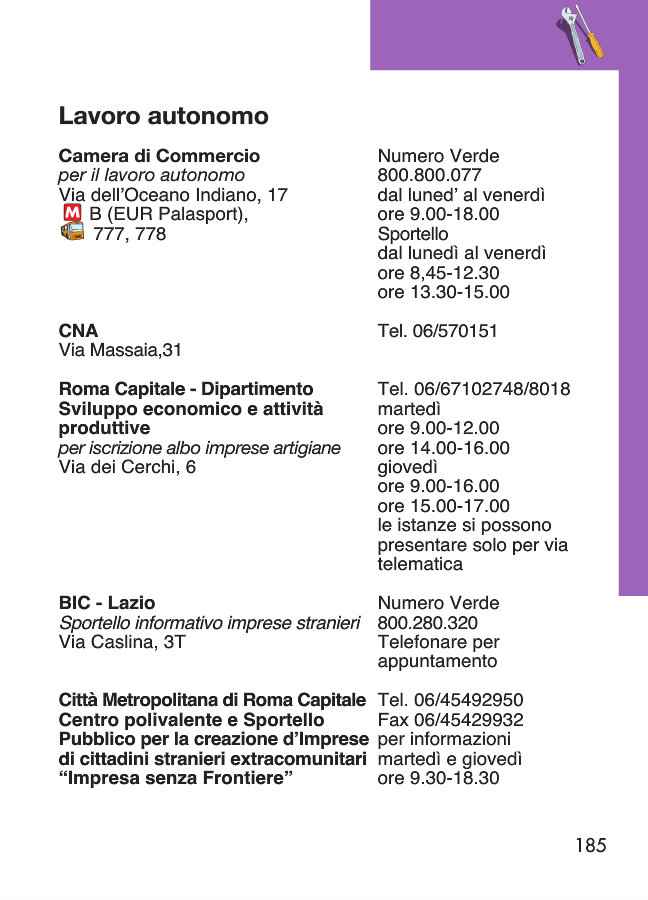 Lavoro autonomo
Camera di Commercio
per il lavoro autonomo
Via dell’Oceano Indiano, 17
M B (EUR Palasport),
777, 778
Numero Verde
800.800.077
dal luned’ al venerdì
ore 9.00-18.00
Sportello
dal lunedì al venerdì
ore 8,45-12.30
ore 13.30-15.00
CNA
Via Massaia,31
Tel. 06/570151
Roma Capitale - Dipartimento
Sviluppo economico e attività
produttive
per iscrizione albo imprese artigiane
Via dei Cerchi, 6
Tel. 06/67102748/8018
martedì
ore 9.00-12.00
ore 14.00-16.00
giovedì
ore 9.00-16.00
ore 15.00-17.00
le istanze si possono
presentare solo per via
telematica
BIC - Lazio
Sportello informativo imprese stranieri
Via Caslina, 3T
Numero Verde
800.280.320
Telefonare per
appuntamento
Città Metropolitana di Roma Capitale
Centro polivalente e Sportello
Pubblico per la creazione d’Imprese
di cittadini stranieri extracomunitari
“Impresa senza Frontiere”
Tel. 06/45492950
Fax 06/45429932
per informazioni
martedì e giovedì
ore 9.30-18.30
185